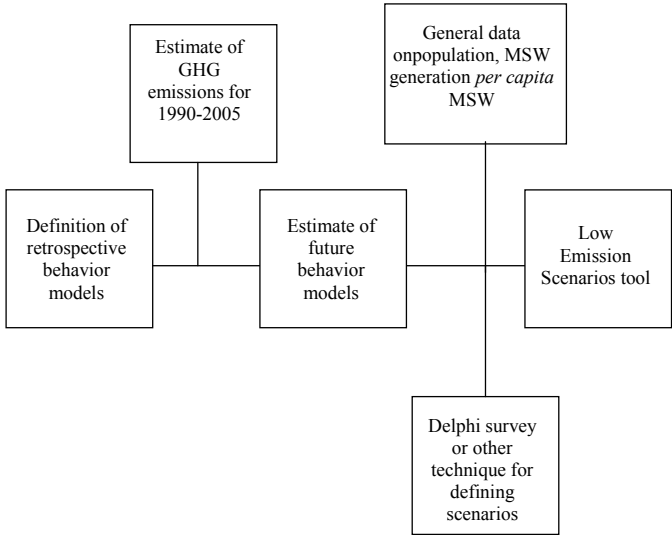 Estimate of
GHG
emissions for
1990-2005
General data
onpopulation, MSW
generation per capita
MSW
Definition of
retrospective
behavior
models
Estimate of
future
behavior
models
Low
Emission
Scenarios tool
Delphi survey
or other
technique for
defining
scenarios